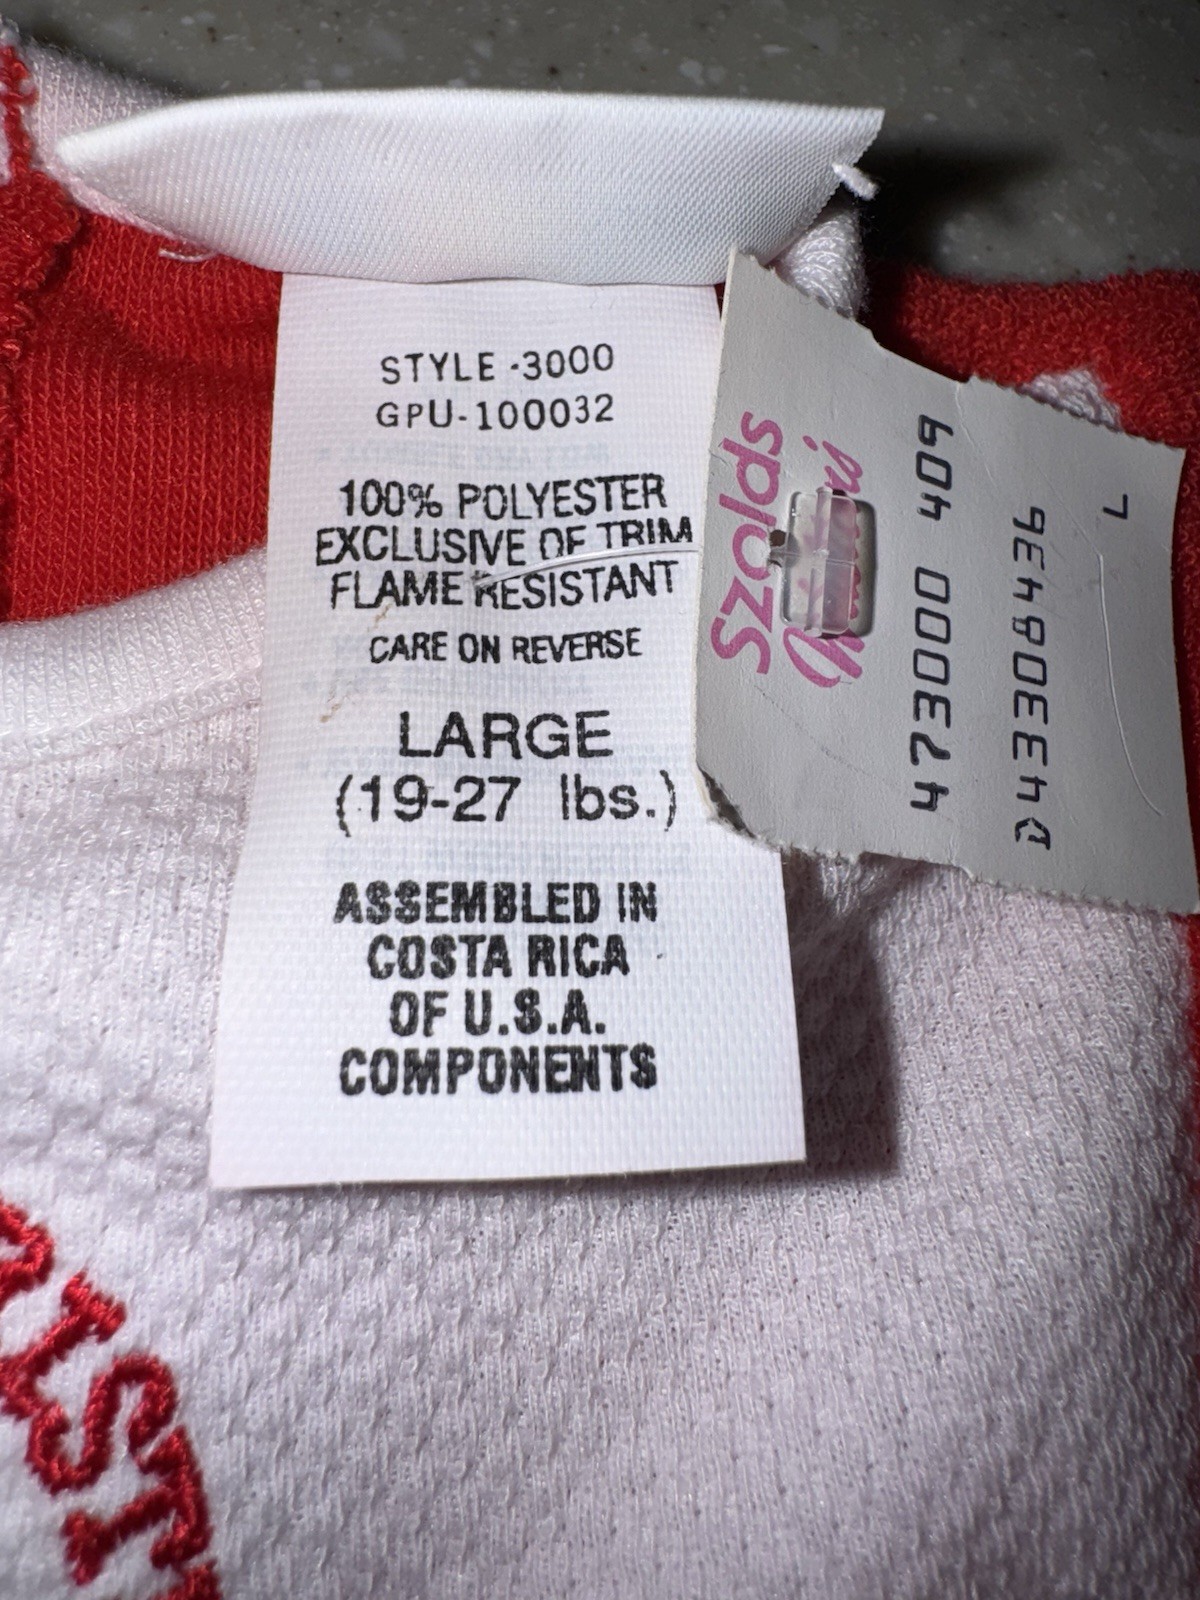 STYLE -3000
GPU-100032
100% POLYESTER
EXCLUSIVE OF TRIM
FLAME RESISTANT
CARE ON REVERSE
LARGE
(19-27 lbs.)
ASSEMBLED IN
COSTA RICA
OF U.S.A.
COMPONENTS
Szolds
473000 409
L
AIST